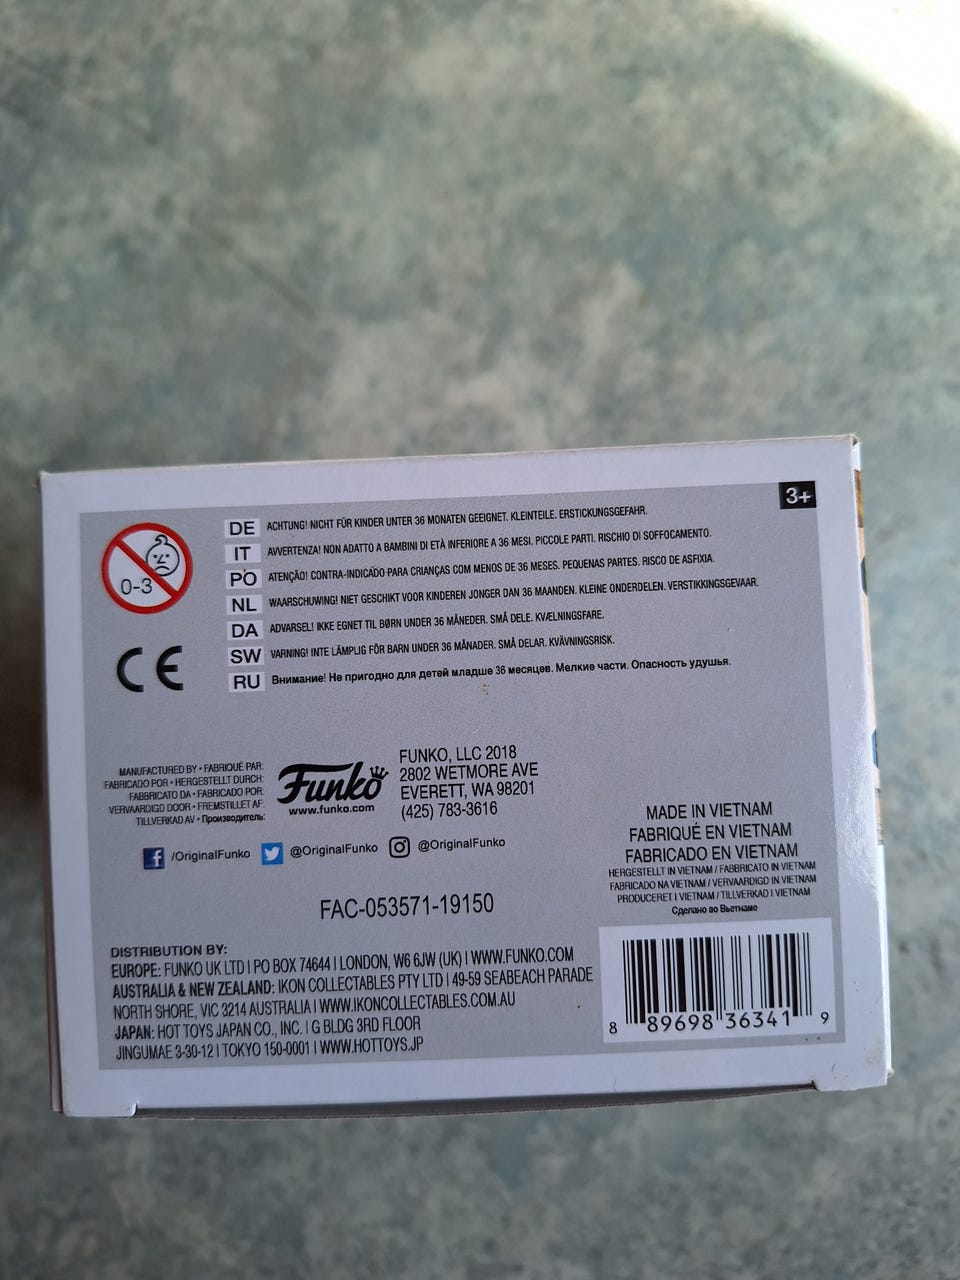 3+
0-3
DE ACHTUNG! NICHT FÜR KINDER UNTER 36 MONATEN GEEIGNET. KLEINTEILE. ERSTICKUNGSGEFAHR.
IT AVVERTENZA! NON ADATTO A BAMBINI DI ETÀ INFERIORE A 36 MESI. PICCOLE PARTI. RISCHIO DI SOFFOCAMENTO.
PO ATENÇÃO! CONTRA-INDICADO PARA CRIANÇAS COM MENOS DE 36 MESES. PEQUENAS PARTES. RISCO DE ASFIXIA.
NL WAARSCHUWING! NIET GESCHIKT VOOR KINDEREN JONGER DAN 36 MAANDEN. KLEINE ONDERDELEN. VERSTIKKINGSGEVAAR.
DA ADVARSEL! IKKE EGNET TIL BØRN UNDER 36 MÅNEDER. SMÅ DELE. KVÆLNINGSFARE.
SW VARNING! INTE LÄMPLIG FÖR BARN UNDER 36 MÅNADER. SMÅ DELAR. KVÄVNINGSRISK.
RU Внимание! Не пригодно для детей младше 36 месяцев. Мелкие части. Опасность удушья.
CE
MANUFACTURED BY • FABRIQUÉ PAR:
FABRICADO POR • HERGESTELLT DURCH:
FABBRICATO DA • FABRICADO POR:
VERVAARDIGD DOOR • FREMSTILLET AF:
TILLVERKAD AV • Производитель:
Funko
www.funko.com
FUNKO, LLC 2018
2802 WETMORE AVE
EVERETT, WA 98201
(425) 783-3616
/OriginalFunko @OriginalFunko @OriginalFunko
FAC-053571-19150
MADE IN VIETNAM
FABRIQUÉ EN VIETNAM
FABRICADO EN VIETNAM
HERGESTELLT IN VIETNAM / FABBRICATO IN VIETNAM
FABRICADO NA VIETNAM / VERVAARDIGD IN VIETNAM
PRODUCERET I VIETNAM / TILLVERKAD I VIETNAM
Сделано во Вьетнаме
DISTRIBUTION BY:
EUROPE: FUNKO UK LTD | PO BOX 74644 | LONDON, W6 6JW (UK) | WWW.FUNKO.COM
AUSTRALIA & NEW ZEALAND: IKON COLLECTABLES PTY LTD | 49-59 SEABEACH PARADE
NORTH SHORE, VIC 3214 AUSTRALIA | WWW.IKONCOLLECTABLES.COM.AU
JAPAN: HOT TOYS JAPAN CO., INC. | G BLDG 3RD FLOOR
JINGUMAE 3-30-12 | TOKYO 150-0001 | WWW.HOTTOYS.JP
8 89698 36341 9